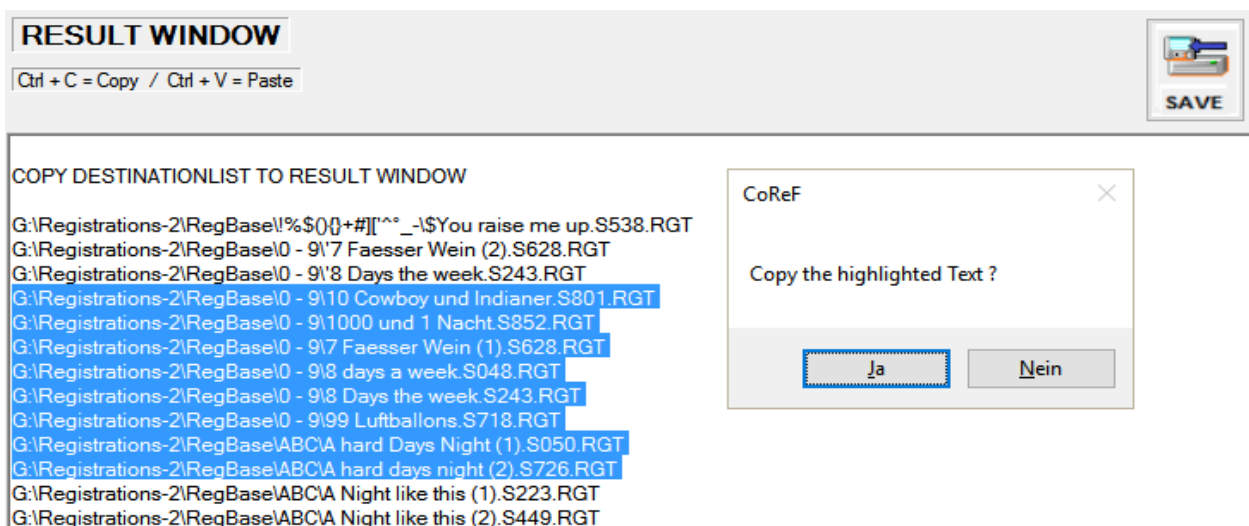 RESULT WINDOW
Ctrl + C = Copy / Ctrl + V = Paste
SAVE
COPY DESTINATIONLIST TO RESULT WINDOW
G:\Registrations-2\RegBase\!%$(){}+#]['^°_-\$You raise me up.S538.RGT
G:\Registrations-2\RegBase\0 - 9\'7 Faesser Wein (2).S628.RGT
G:\Registrations-2\RegBase\0 - 9\'8 Days the week.S243.RGT
G:\Registrations-2\RegBase\0 - 9\10 Cowboy und Indianer.S801.RGT
G:\Registrations-2\RegBase\0 - 9\1000 und 1 Nacht.S852.RGT
G:\Registrations-2\RegBase\0 - 9\7 Faesser Wein (1).S628.RGT
G:\Registrations-2\RegBase\0 - 9\8 days a week.S048.RGT
G:\Registrations-2\RegBase\0 - 9\8 Days the week.S243.RGT
G:\Registrations-2\RegBase\0 - 9\99 Luftballons.S718.RGT
G:\Registrations-2\RegBase\ABC\A hard Days Night (1).S050.RGT
G:\Registrations-2\RegBase\ABC\A hard days night (2).S726.RGT
G:\Registrations-2\RegBase\ABC\A Night like this (1).S223.RGT
G:\Registrations-2\RegBase\ABC\A Night like this (2).S449.RGT
CoReF
Copy the highlighted Text ?
Ja
Nein